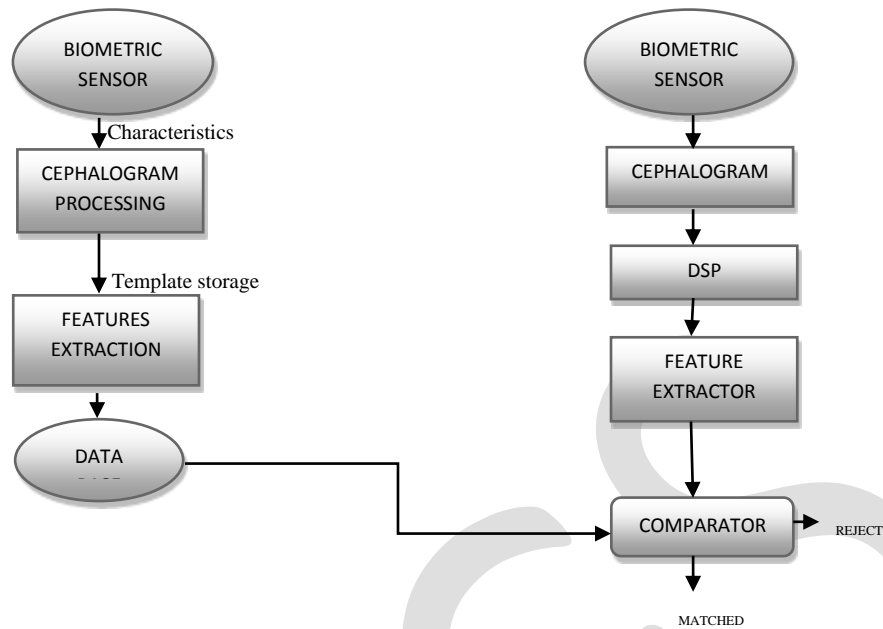 BIOMETRIC
SENSOR
Characteristics
CEPHALOGRAM
PROCESSING
Template storage
FEATURES
EXTRACTION
DATA
BIOMETRIC
SENSOR
CEPHALOGRAM
DSP
FEATURE
EXTRACTOR
COMPARATOR
REJECT
MATCHED